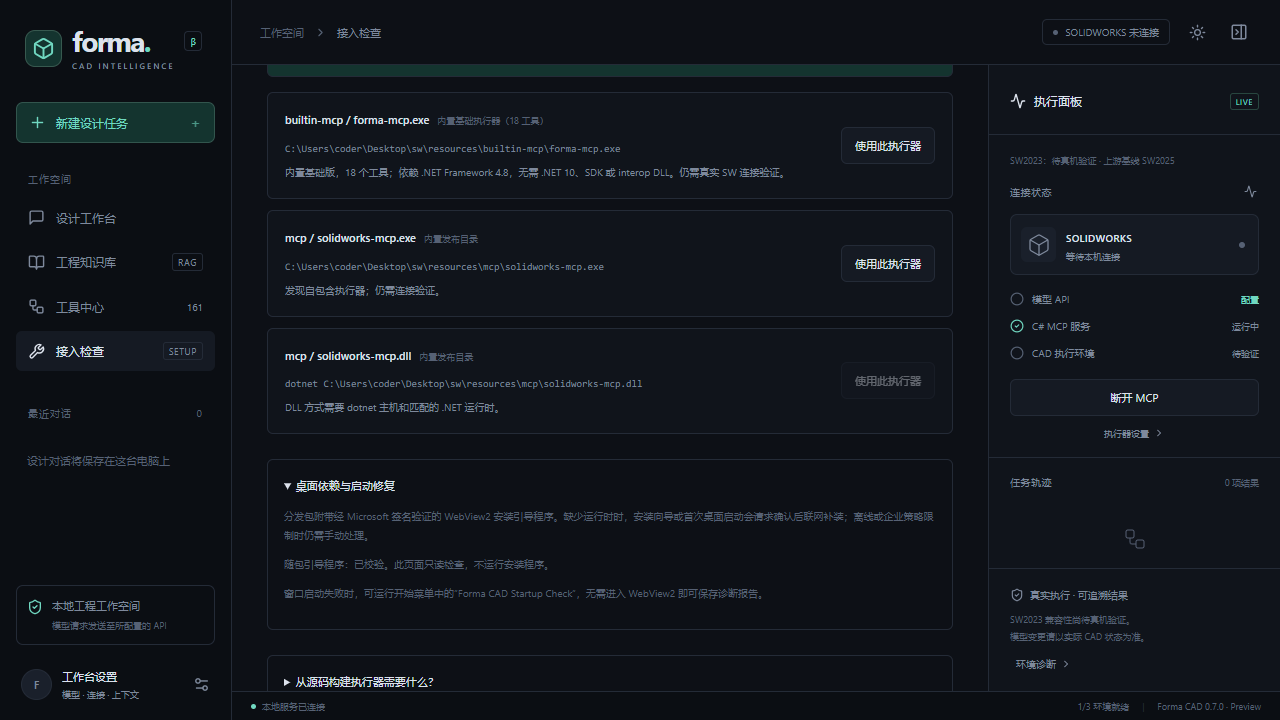 forma.
β
CAD INTELLIGENCE
新建设计任务
+
工作空间
设计工作台
工程知识库
RAG
工具中心
161
接入检查
SETUP
最近对话
0
设计对话将保存在这台电脑上
本地工程工作空间
模型请求发送至所配置的 API
F
工作台设置
模型 · 连接 · 上下文
工作空间
接入检查
SOLIDWORKS 未连接
builtin-mcp / forma-mcp.exe 内置基础执行器（18 工具）
C:\Users\coder\Desktop\sw\resources\builtin-mcp\forma-mcp.exe
内置基础版，18 个工具；依赖 .NET Framework 4.8，无需 .NET 10、SDK 或 interop DLL。仍需真实 SW 连接验证。
使用此执行器
mcp / solidworks-mcp.exe 内置发布目录
C:\Users\coder\Desktop\sw\resources\mcp\solidworks-mcp.exe
发现自包含执行器；仍需连接验证。
使用此执行器
mcp / solidworks-mcp.dll 内置发布目录
dotnet C:\Users\coder\Desktop\sw\resources\mcp\solidworks-mcp.dll
DLL 方式需要 dotnet 主机和匹配的 .NET 运行时。
使用此执行器
桌面依赖与启动修复
分发包附带经 Microsoft 签名验证的 WebView2 安装引导程序。缺少运行时时，安装向导或首次桌面启动会请求确认后联网补装；离线或企业策略限
制时仍需手动处理。
随包引导程序：已校验。此页面只读检查，不运行安装程序。
窗口启动失败时，可运行开始菜单中的“Forma CAD Startup Check”，无需进入 WebView2 即可保存诊断报告。
从源码构建执行器需要什么？
执行面板
LIVE
SW2023：待真机验证 · 上游基线 SW2025
连接状态
SOLIDWORKS
等待本机连接
模型 API
配置
C# MCP 服务
运行中
CAD 执行环境
待验证
断开 MCP
执行器设置
任务轨迹
0 项结果
真实执行 · 可追溯结果
SW2023 兼容性尚待真机验证。
模型变更请以实际 CAD 状态为准。
环境诊断
本地服务已连接
1/3 环境就绪
Forma CAD 0.7.0 · Preview